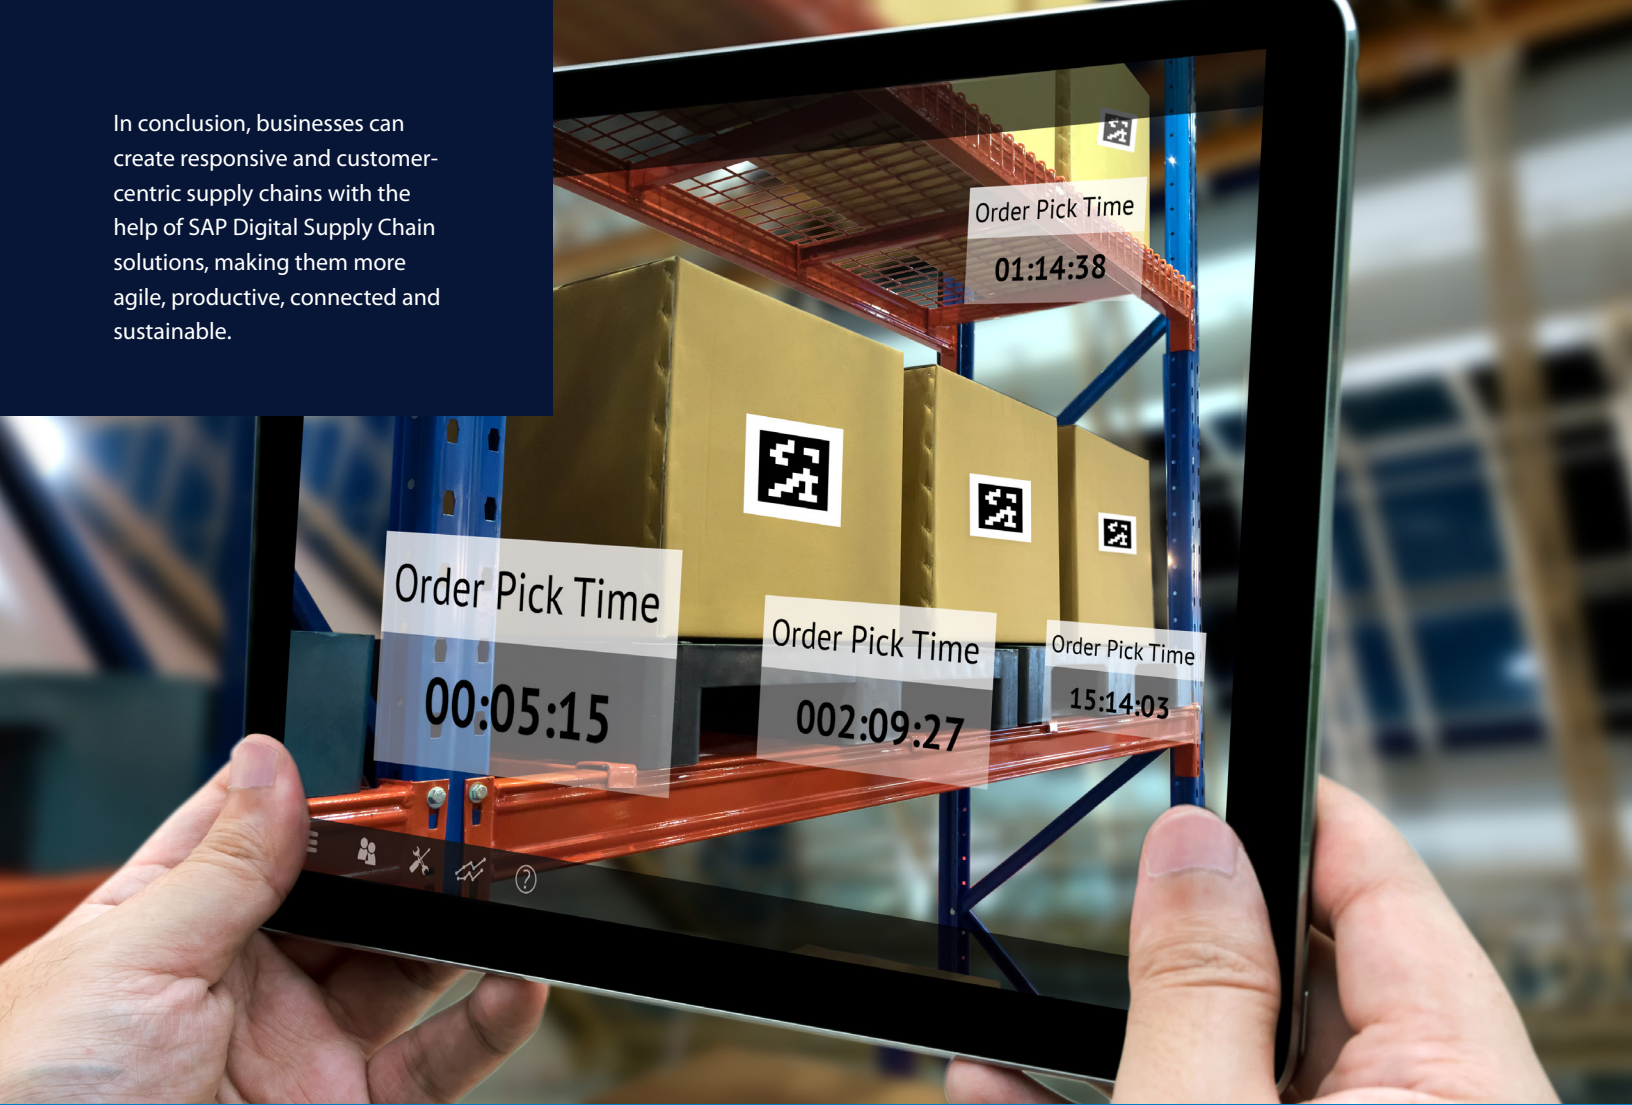 In conclusion, businesses can
create responsive and customer-
centric supply chains with the
help of SAP Digital Supply Chain
solutions, making them more
agile, productive, connected and
sustainable.
Order Pick Time
01:14:38
Order Pick Time
00:05:15
Order Pick Time
002:09:27
Order Pick Time
15:14:03